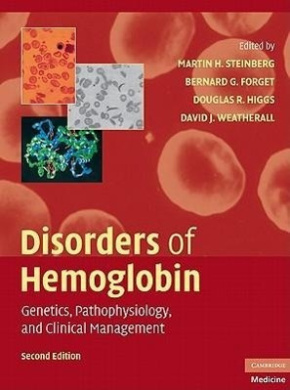 Edited by
MARTIN H. STEINBERG
BERNARD G. FORGET
DOUGLAS R. HIGGS
DAVID J. WEATHERALL
Disorders of
Hemoglobin
Genetics, Pathophysiology,
and Clinical Management
Second Edition
CAMBRIDGE
Medicine